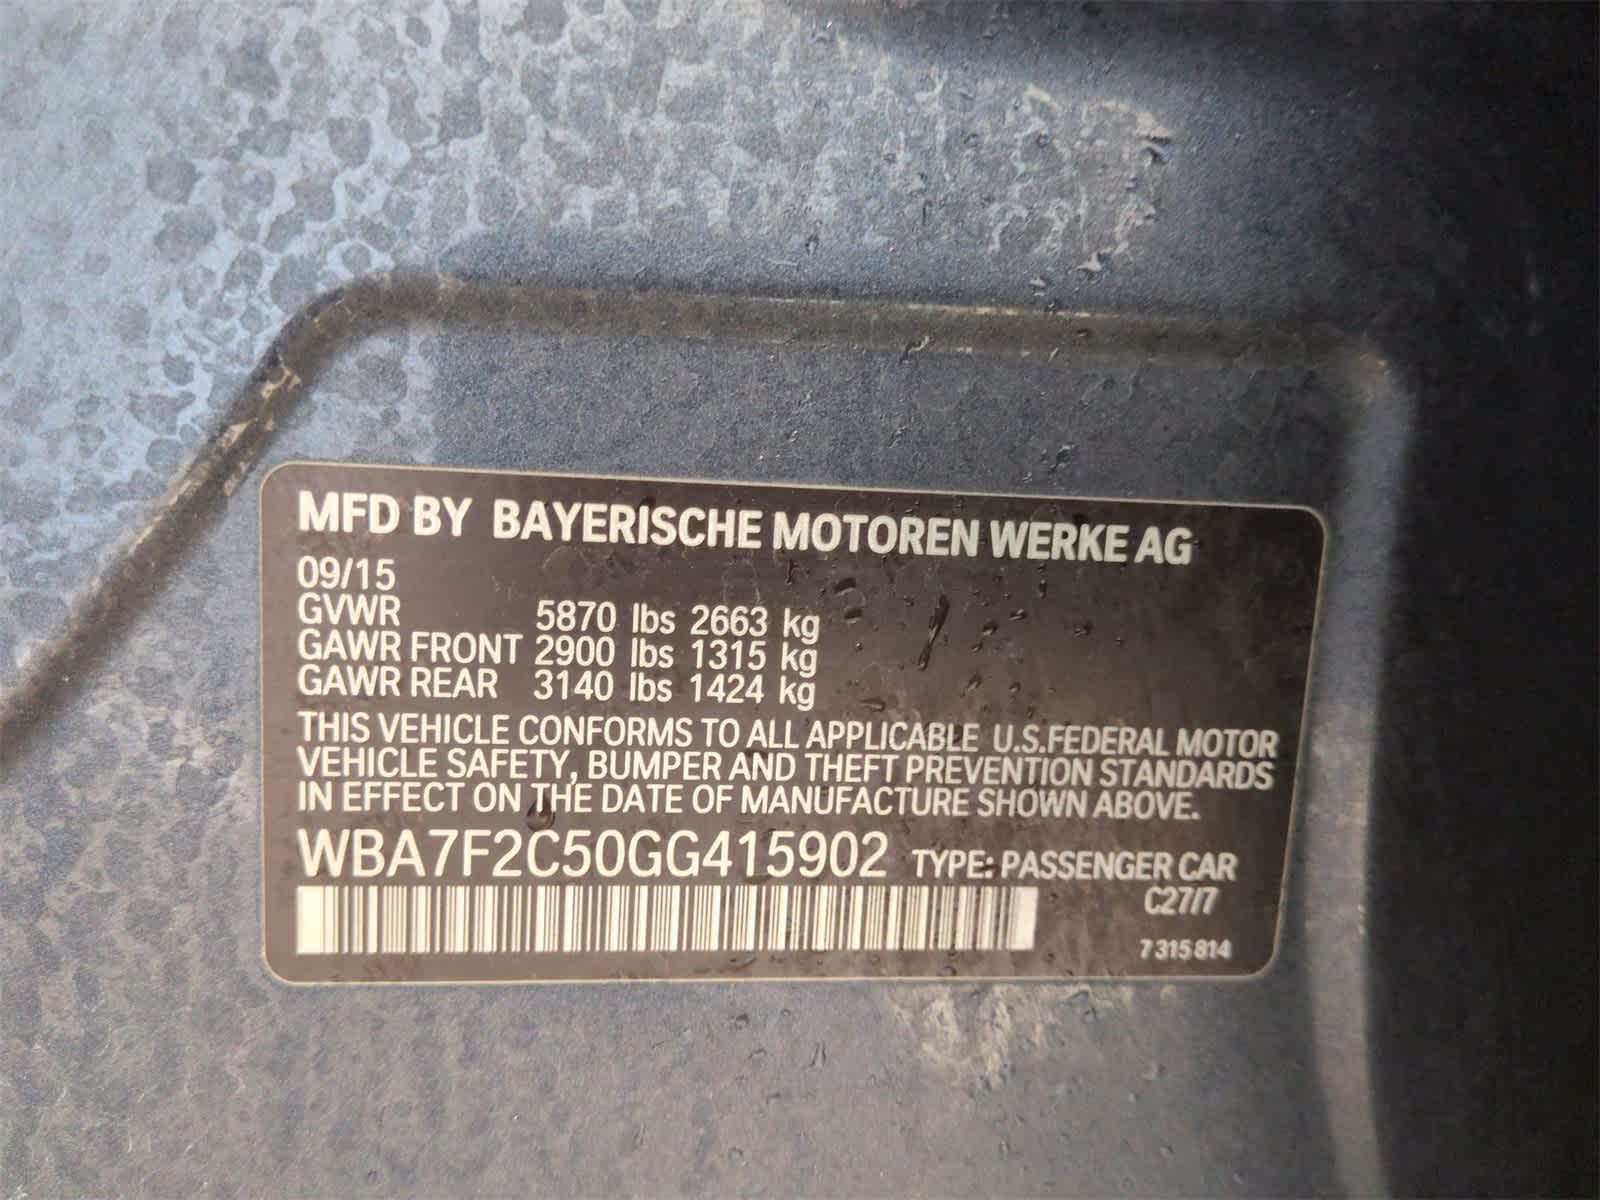 MFD BY BAYERISCHE MOTOREN WERKE AG
09/15
GVWR 5870 lbs 2663 kg
GAWR FRONT 2900 lbs 1315 kg
GAWR REAR 3140 lbs 1424 kg
THIS VEHICLE CONFORMS TO ALL APPLICABLE U.S.FEDERAL MOTOR
VEHICLE SAFETY, BUMPER AND THEFT PREVENTION STANDARDS
IN EFFECT ON THE DATE OF MANUFACTURE SHOWN ABOVE.
WBA7F2C50GG415902 TYPE: PASSENGER CAR
C27/7
7 315 814